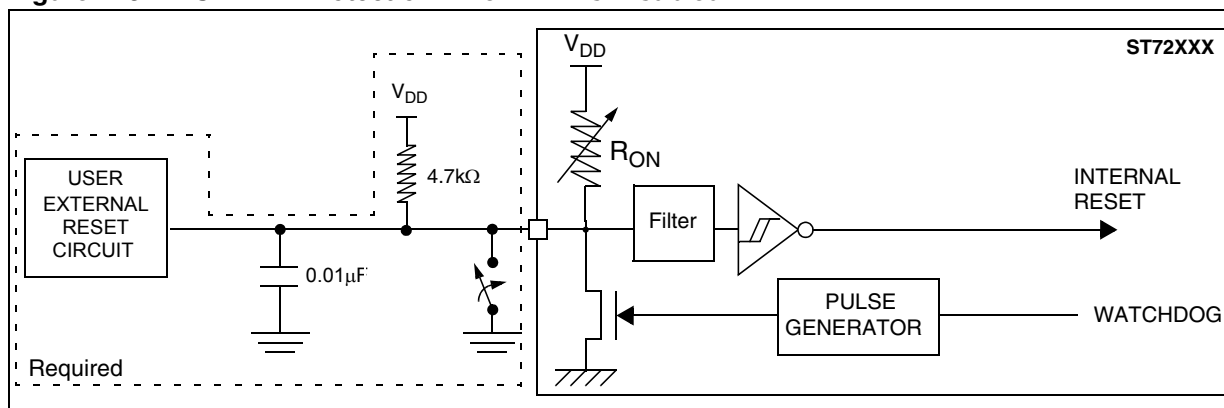 ST72XXX
VDD
VDD
RON
4.7kΩ
USER
EXTERNAL
RESET
CIRCUIT
0.01μF
Required
Filter
INTERNAL
RESET
PULSE
GENERATOR
WATCHDOG